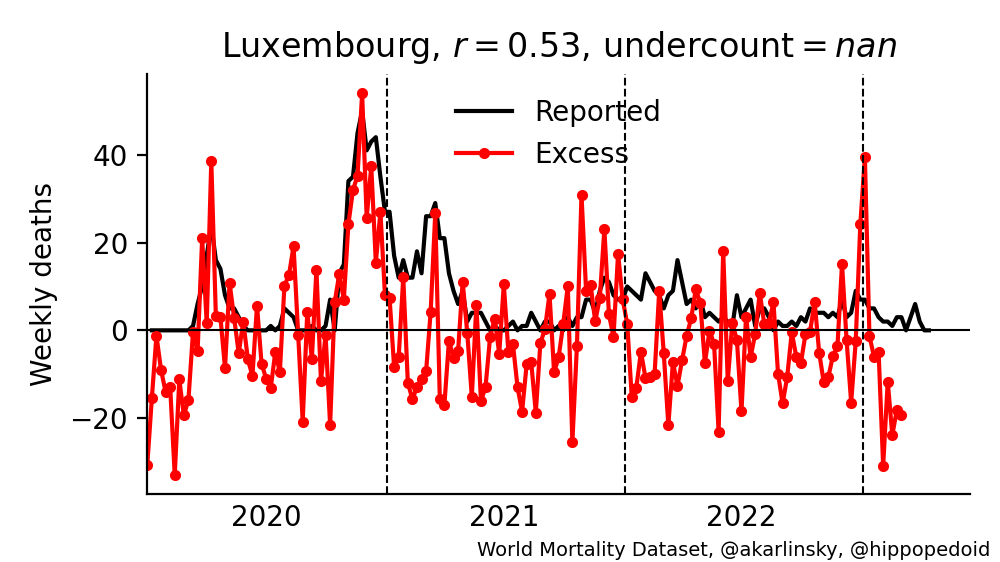 Luxembourg, r = 0.53, undercount = nan
Reported
Excess
Weekly deaths
40
20
0
−20
2020
2021
2022
World Mortality Dataset, @akarlinsky, @hippopedoid